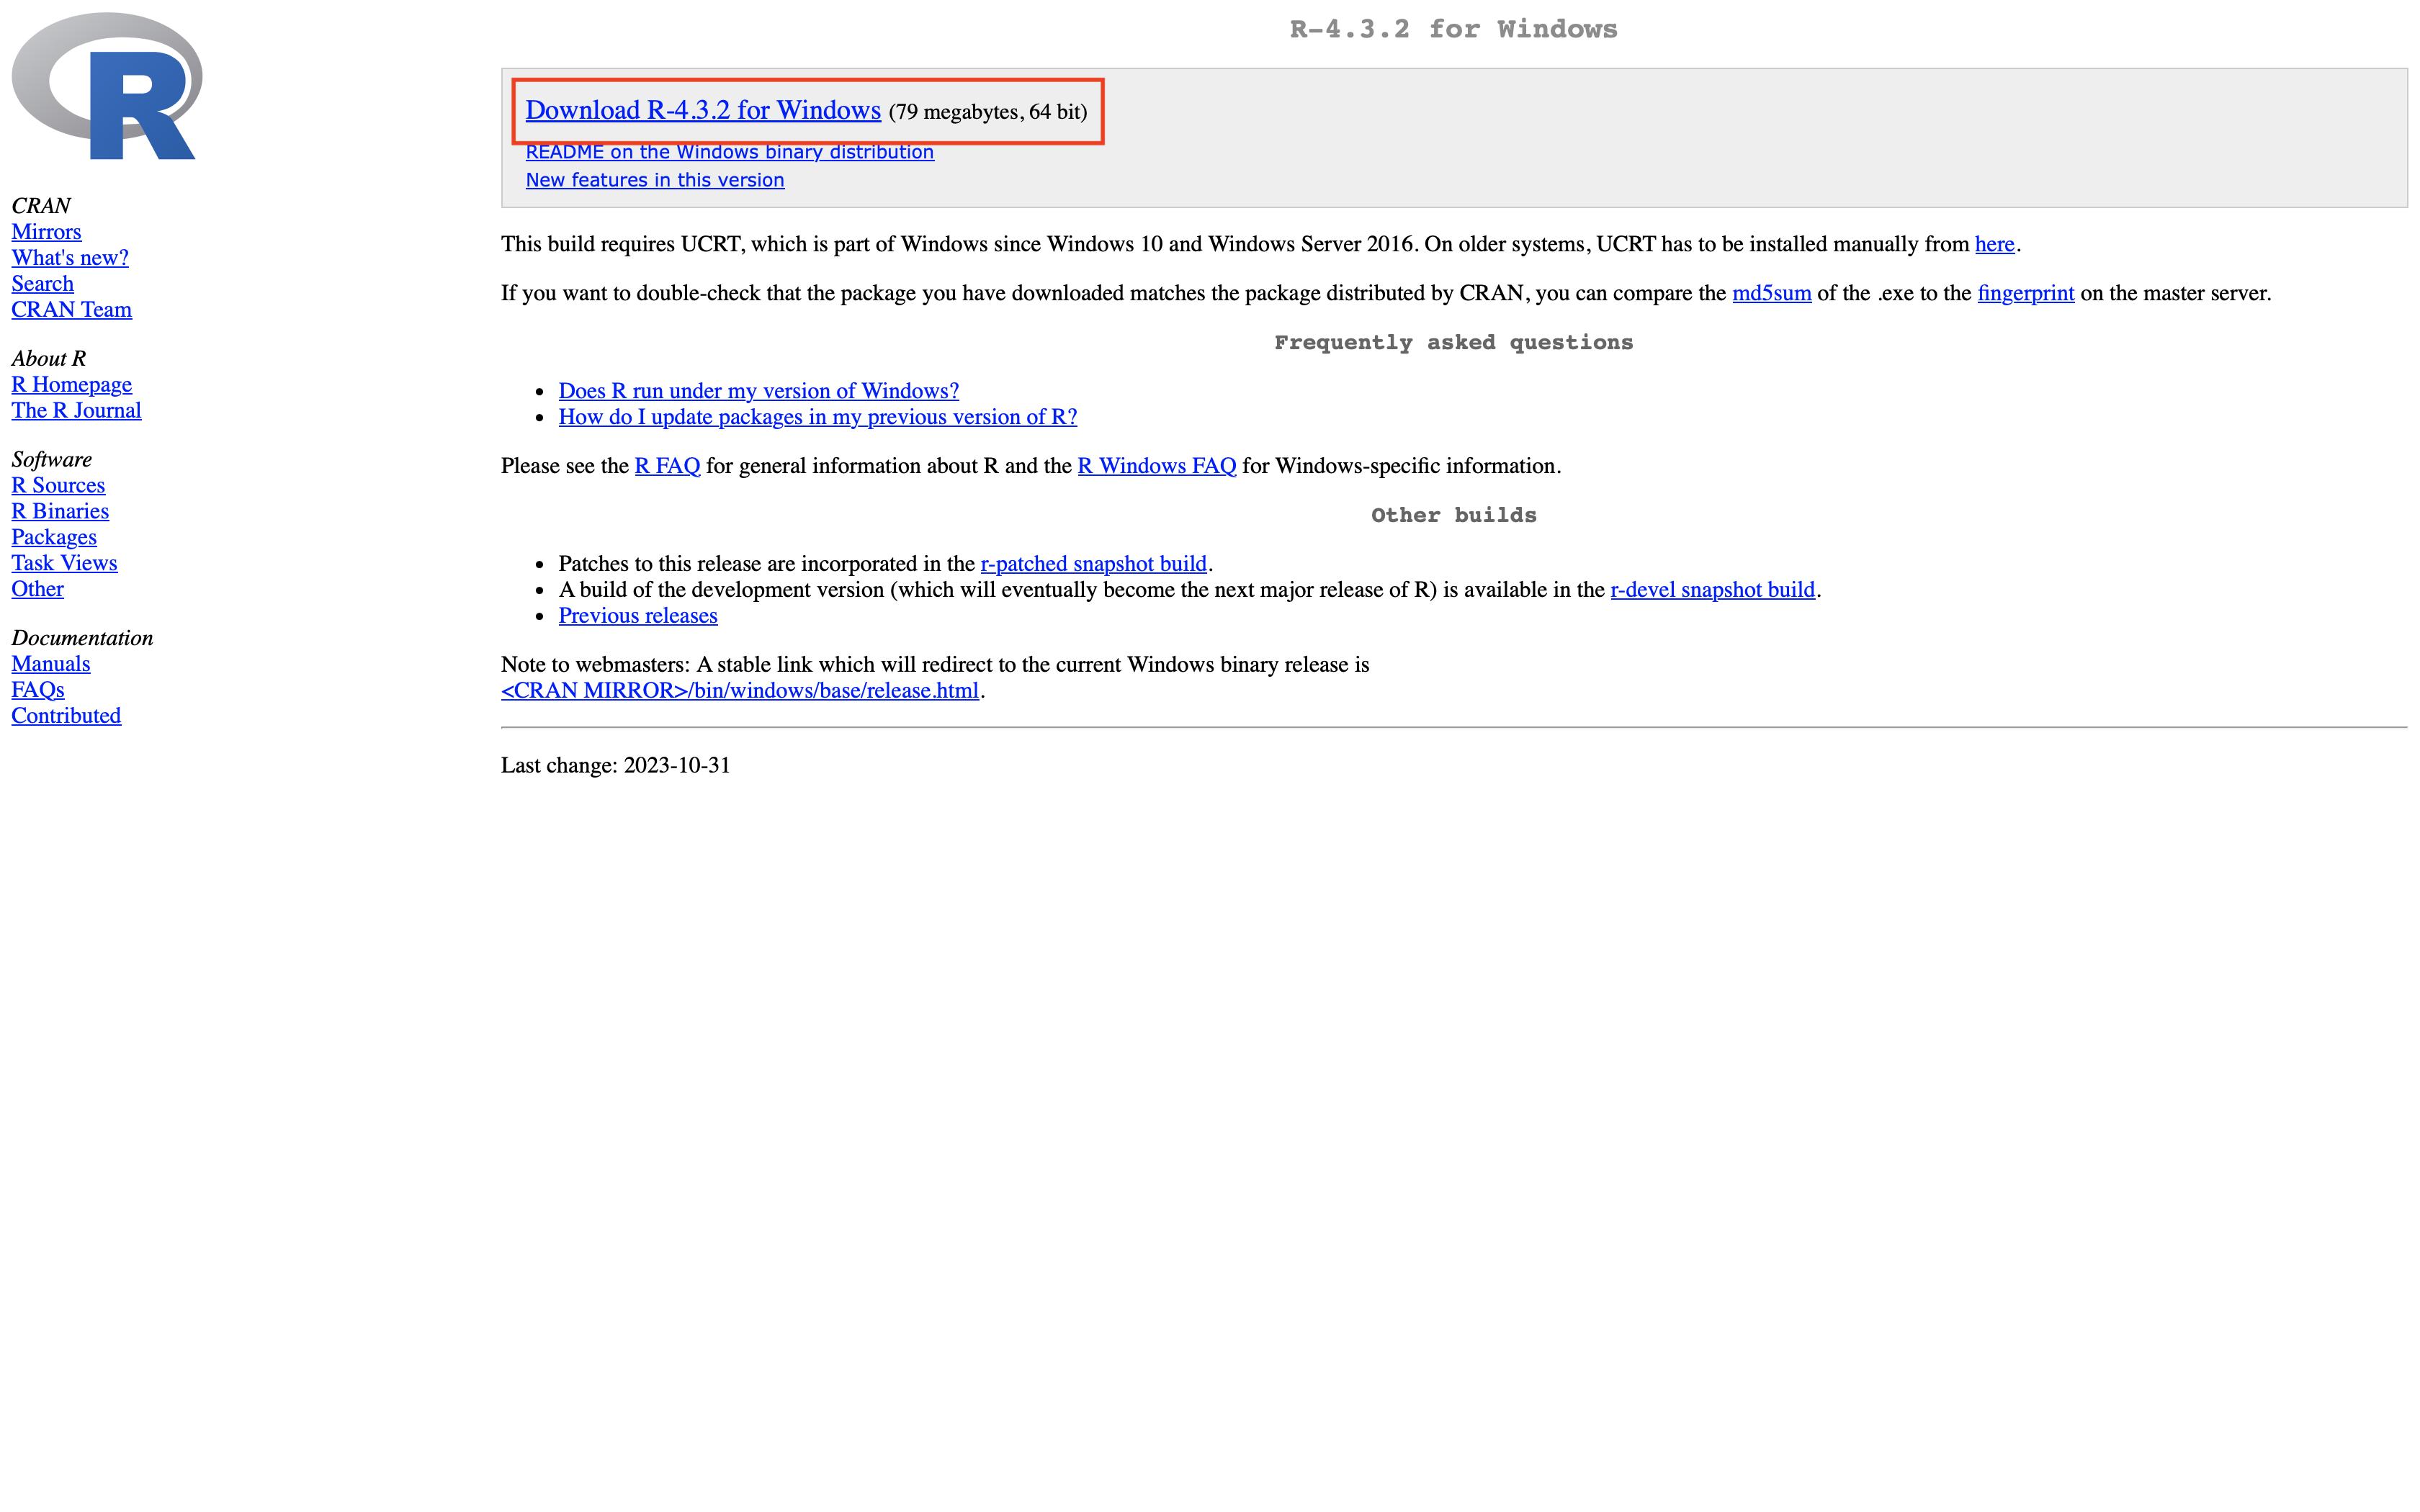 R
CRAN
Mirrors
What's new?
Search
CRAN Team
About R
R Homepage
The R Journal
Software
R Sources
R Binaries
Packages
Task Views
Other
Documentation
Manuals
FAQs
Contributed
R-4.3.2 for Windows
Download R-4.3.2 for Windows (79 megabytes, 64 bit)
README on the Windows binary distribution
New features in this version
This build requires UCRT, which is part of Windows since Windows 10 and Windows Server 2016. On older systems, UCRT has to be installed manually from here.
If you want to double-check that the package you have downloaded matches the package distributed by CRAN, you can compare the md5sum of the .exe to the fingerprint on the master server.
Frequently asked questions
• Does R run under my version of Windows?
• How do I update packages in my previous version of R?
Please see the R FAQ for general information about R and the R Windows FAQ for Windows-specific information.
Other builds
• Patches to this release are incorporated in the r-patched snapshot build.
• A build of the development version (which will eventually become the next major release of R) is available in the r-devel snapshot build.
• Previous releases
Note to webmasters: A stable link which will redirect to the current Windows binary release is
<CRAN MIRROR>/bin/windows/base/release.html.
Last change: 2023-10-31